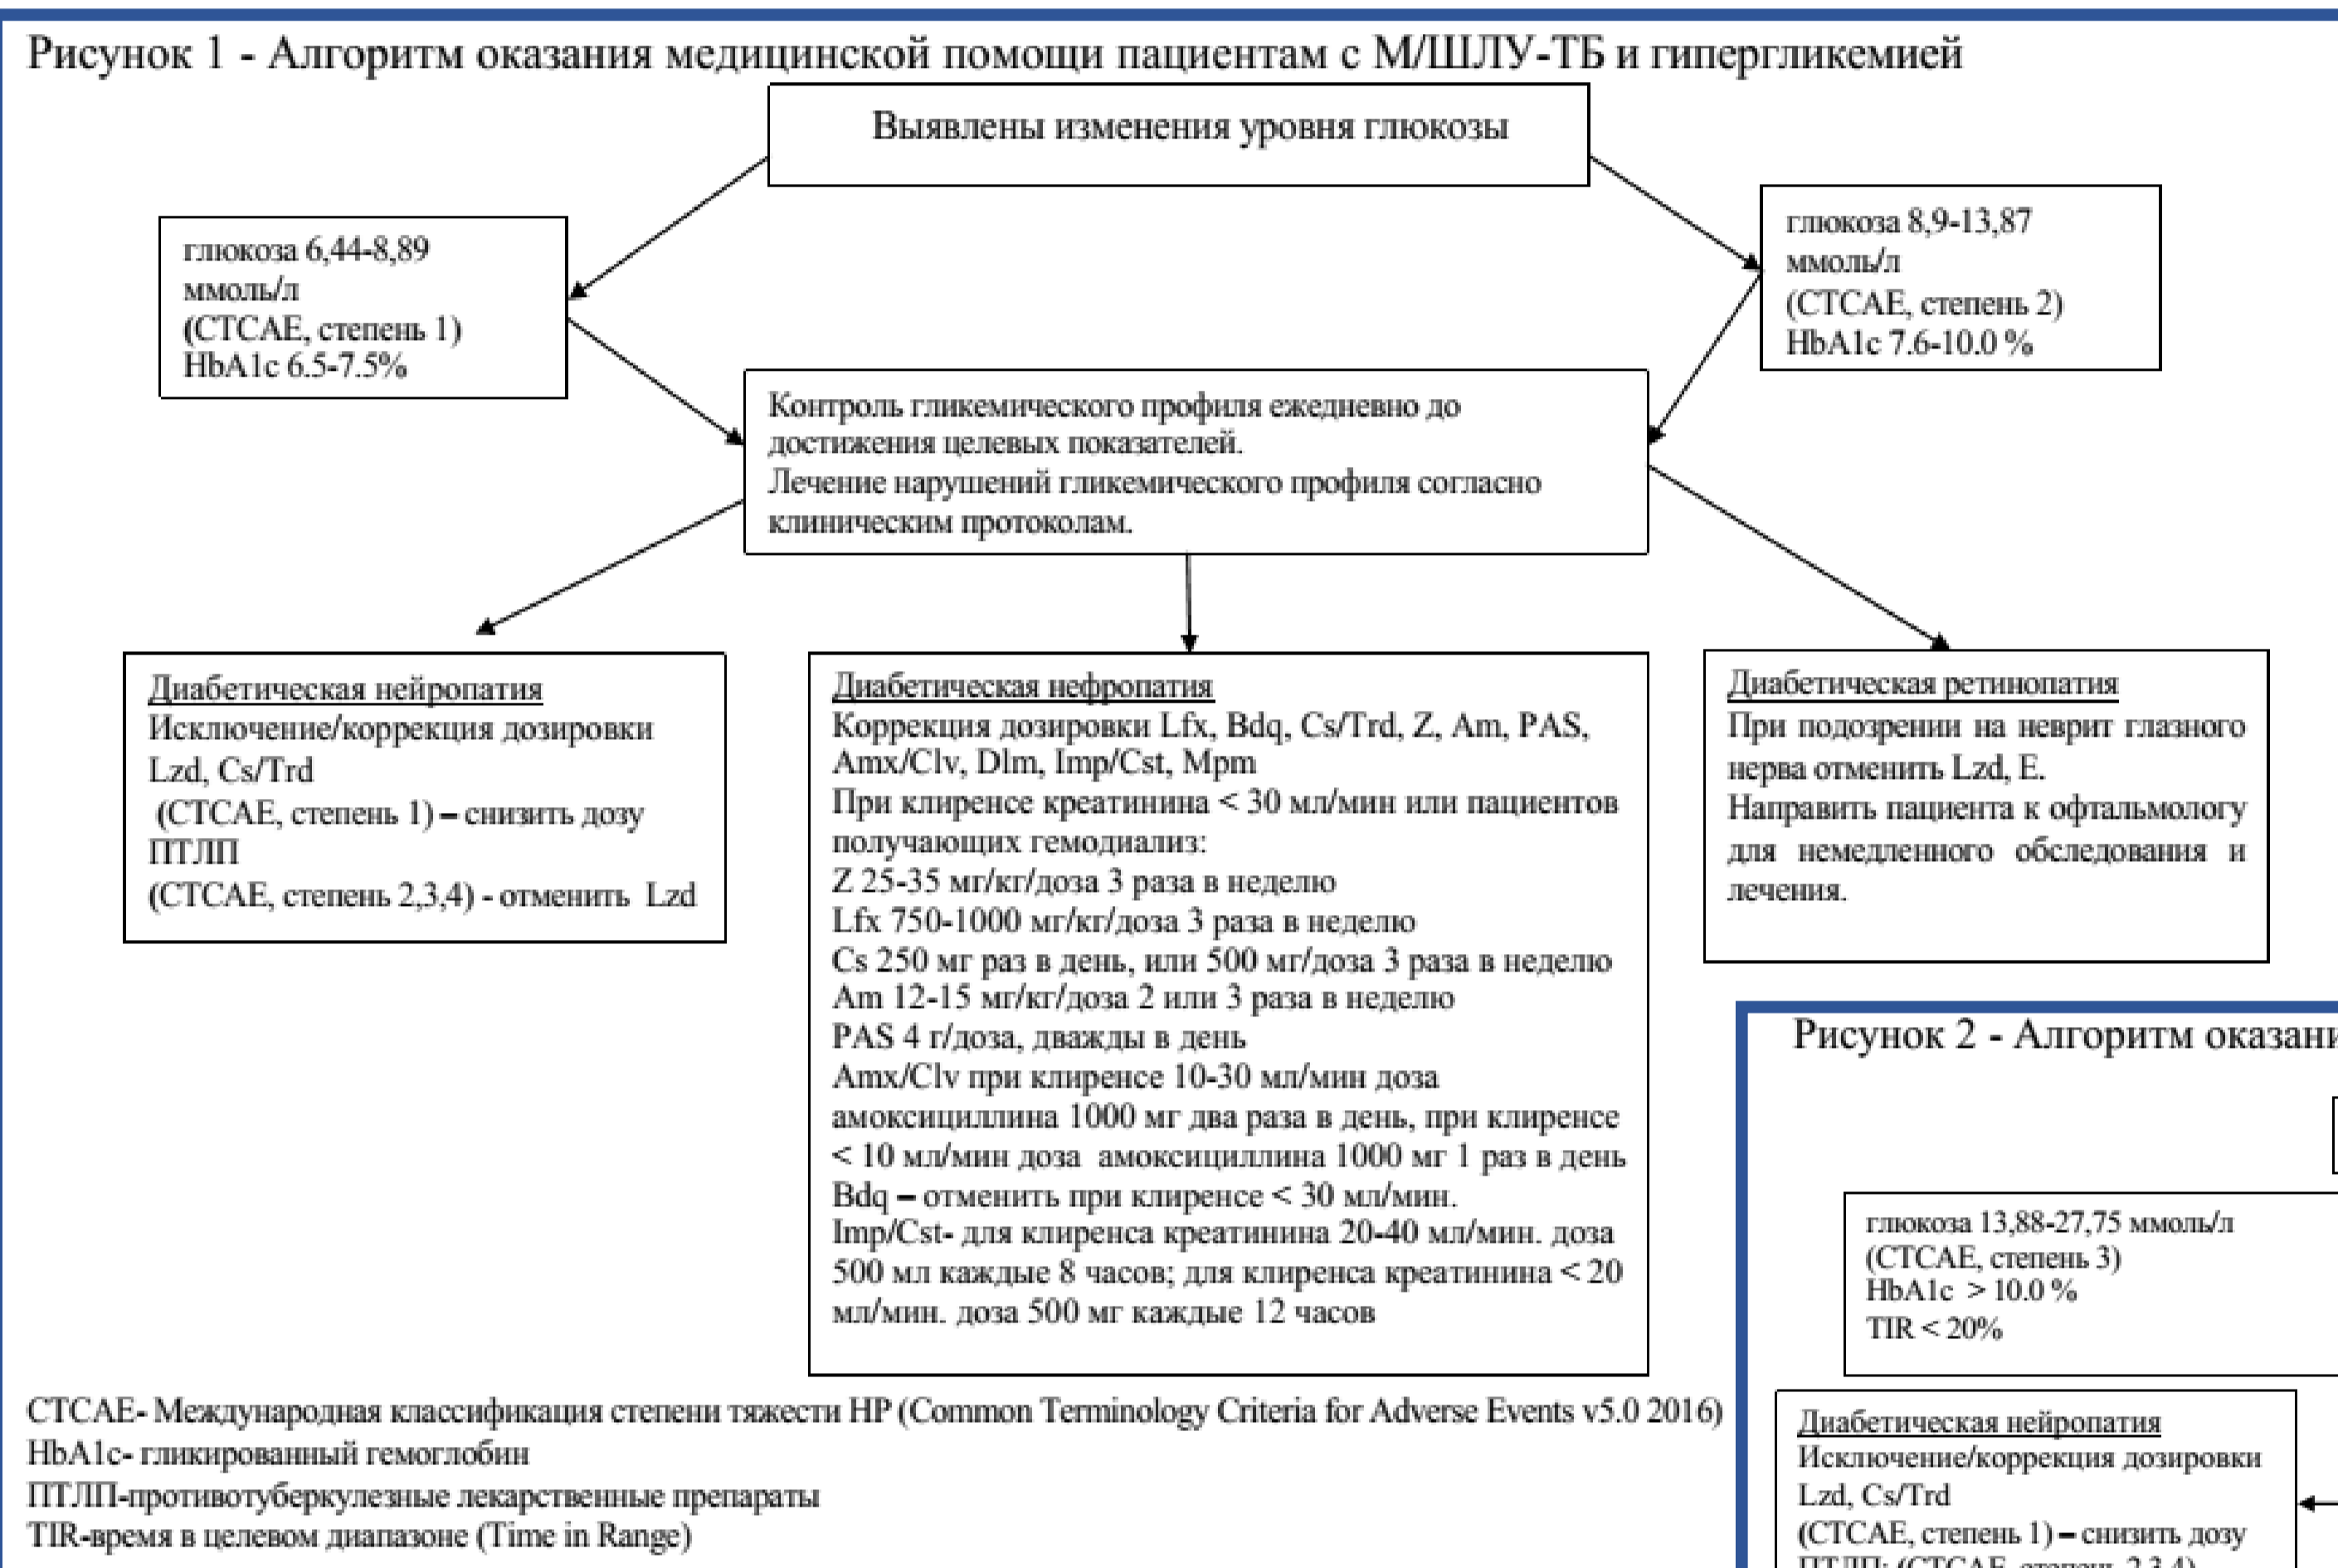 Рисунок 1 - Алгоритм оказания медицинской помощи пациентам с М/ШЛУ-ТБ и гипергликемией
Выявлены изменения уровня глюкозы
глюкоза 6,44-8,89
ммоль/л
(CTCAE, степень 1)
HbA1c 6.5-7.5%
глюкоза 8,9-13,87
ммоль/л
(CTCAE, степень 2)
HbA1c 7.6-10.0 %
Контроль гликемического профиля ежедневно до
достижения целевых показателей.
Лечение нарушений гликемического профиля согласно
клиническим протоколам.
Диабетическая нейропатия
Исключение/коррекция дозировки
Lzd, Cs/Trd
(CTCAE, степень 1) – снизить дозу
ПТЛП
(CTCAE, степень 2,3,4) - отменить Lzd
Диабетическая нефропатия
Коррекция дозировки Lfx, Bdq, Cs/Trd, Z, Am, PAS,
Amx/Clv, Dlm, Imp/Cst, Mpm
При клиренсе креатинина < 30 мл/мин или пациентов
получающих гемодиализ:
Z 25-35 мг/кг/доза 3 раза в неделю
Lfx 750-1000 мг/кг/доза 3 раза в неделю
Cs 250 мг раз в день, или 500 мг/доза 3 раза в неделю
Am 12-15 мг/кг/доза 2 или 3 раза в неделю
PAS 4 г/доза, дважды в день
Amx/Clv при клиренсе 10-30 мл/мин доза
амоксициллина 1000 мг два раза в день, при клиренсе
< 10 мл/мин доза амоксициллина 1000 мг 1 раз в день
Bdq – отменить при клиренсе < 30 мл/мин.
Imp/Cst- для клиренса креатинина 20-40 мл/мин. доза
500 мл каждые 8 часов; для клиренса креатинина < 20
мл/мин. доза 500 мг каждые 12 часов
Диабетическая ретинопатия
При подозрении на неврит глазного
нерва отменить Lzd, E.
Направить пациента к офтальмологу
для немедленного обследования и
лечения.
CTCAE- Международная классификация степени тяжести НР (Common Terminology Criteria for Adverse Events v5.0 2016)
HbA1c- гликированный гемоглобин
ПТЛП-противотуберкулезные лекарственные препараты
TIR-время в целевом диапазоне (Time in Range)
Рисунок 2 - Алгоритм оказани
глюкоза 13,88-27,75 ммоль/л
(CTCAE, степень 3)
HbA1c > 10.0 %
TIR < 20%
Диабетическая нейропатия
Исключение/коррекция дозировки
Lzd, Cs/Trd
(CTCAE, степень 1) – снизить дозу
ПТЛП; (CTCAE, степень 2,3,4)